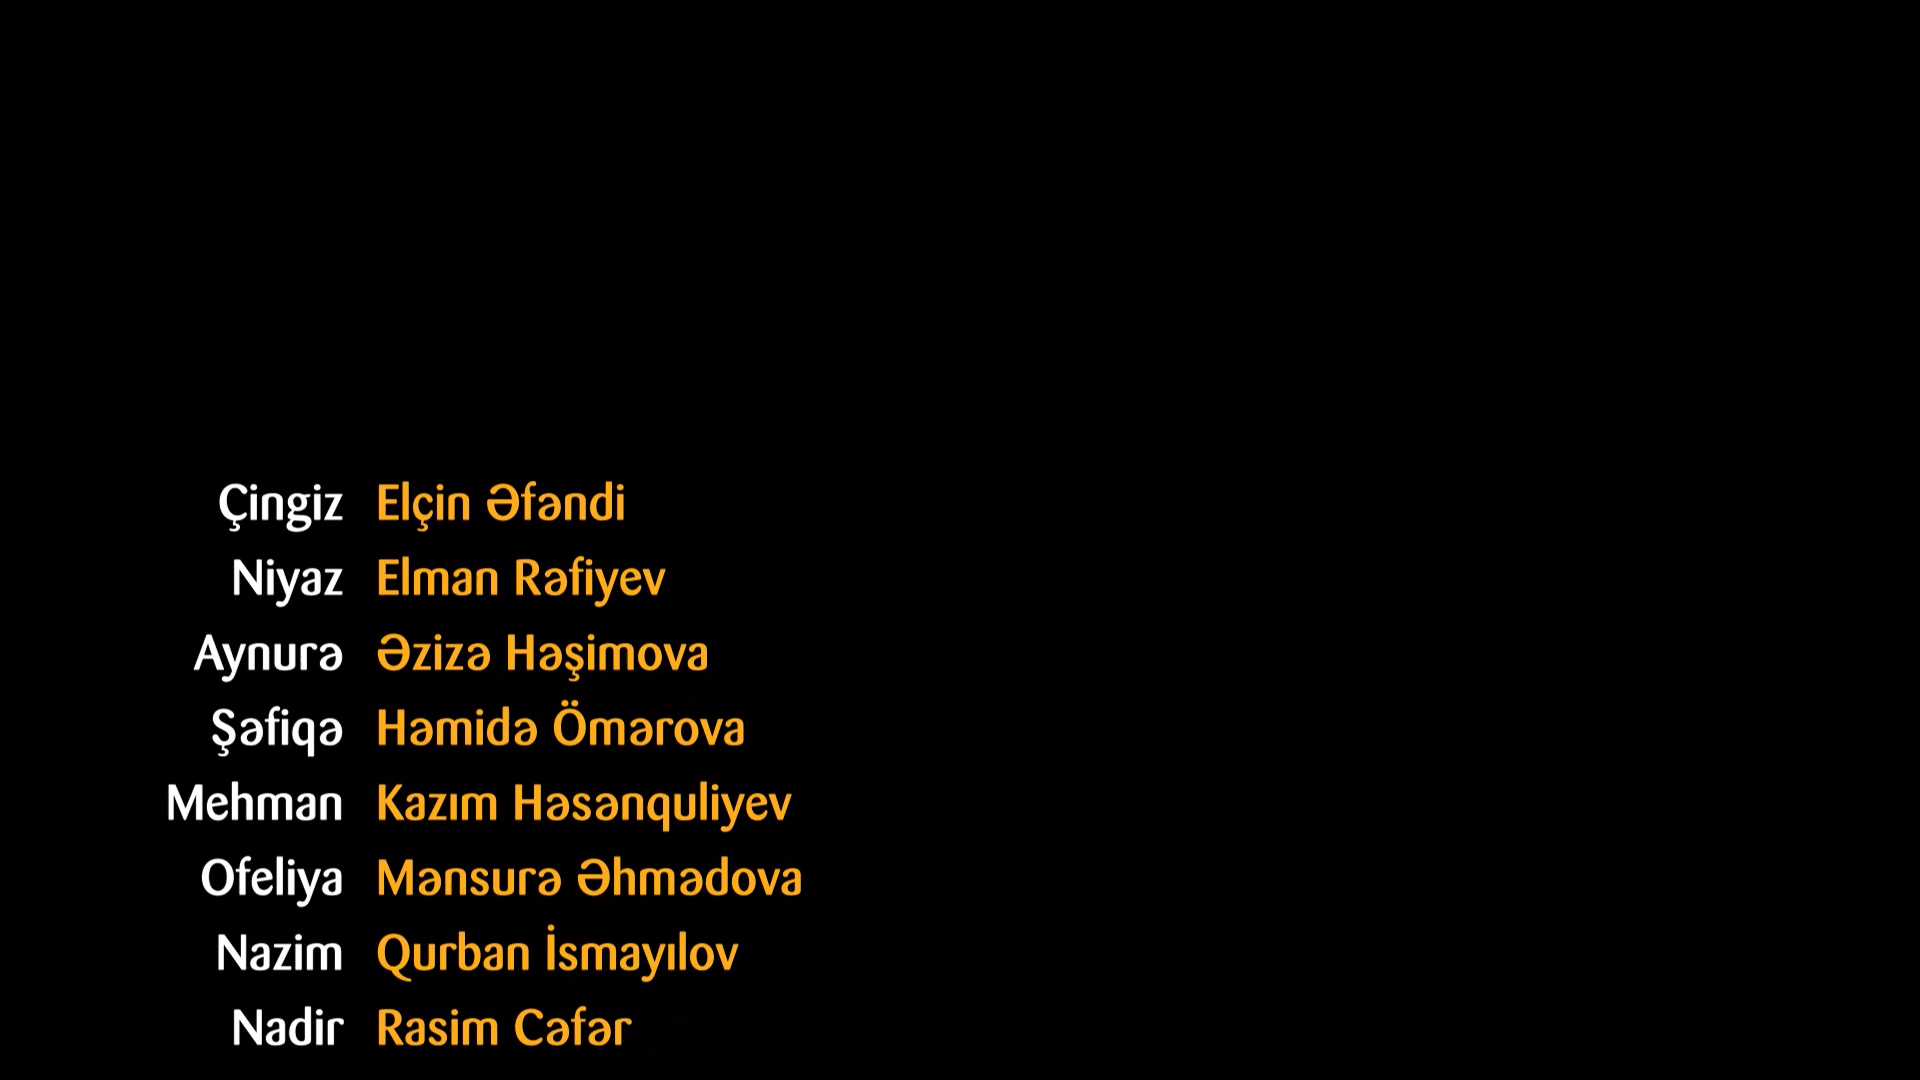 Çingiz Elçin Əfəndi
Niyaz Elman Rəfiyev
Aynurə Əzizə Həşimova
Şəfiqə Həmidə Ömərova
Mehman Kazım Həsənquliyev
Ofeliya Mənsurə Əhmədova
Nazim Qurban İsmayılov
Nadir Rasim Cəfər